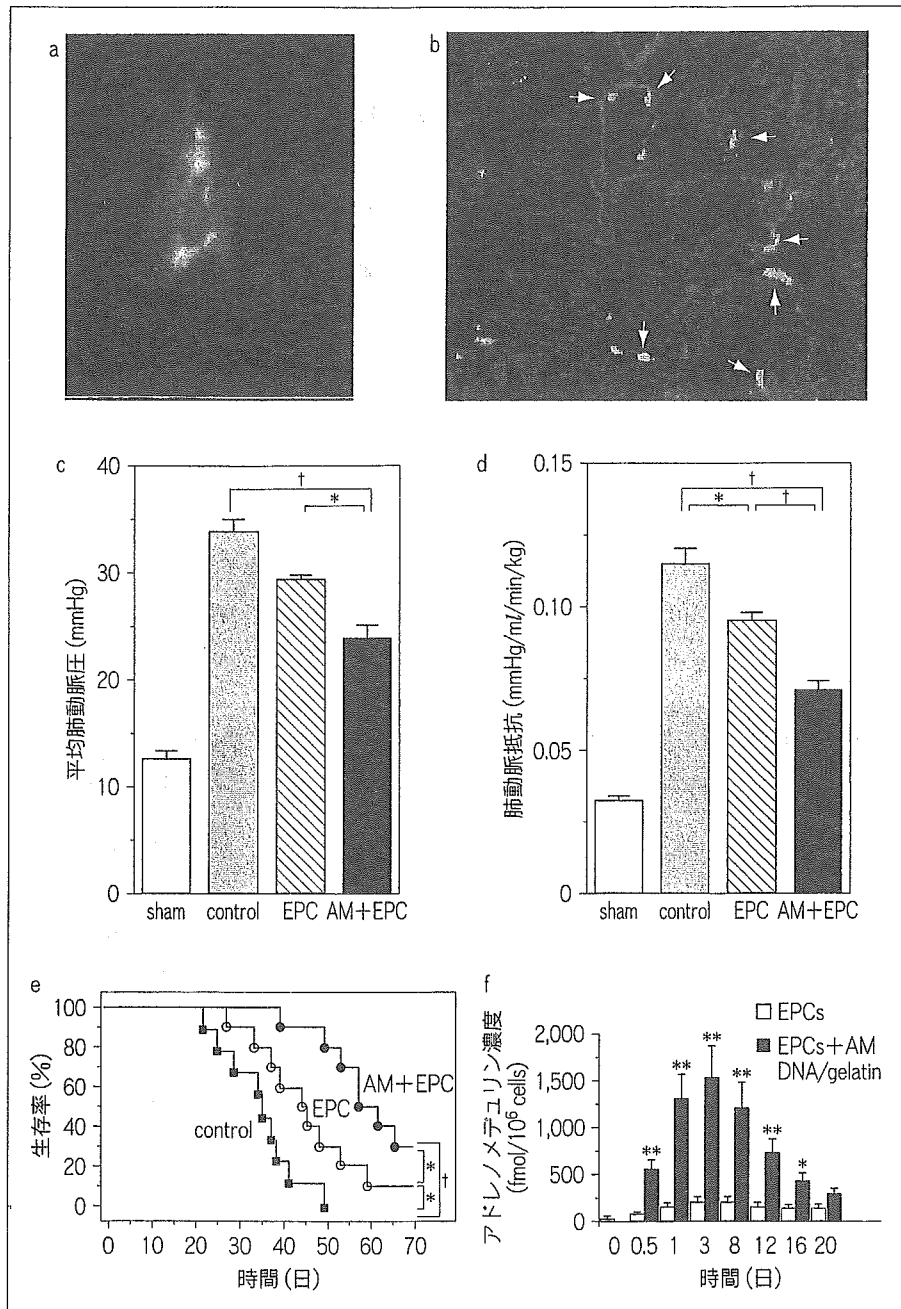 a
b
c
平均肺動脈圧 (mmHg)
40
30
20
10
0
†
*
sham control EPC AM+EPC
d
肺動脈抵抗 (mmHg/ml/min/kg)
0.15
0.10
0.05
0
†
* †
sham control EPC AM+EPC
e
生存率 (%)
100
80
60
40
20
0
control
EPC
AM+EPC
*
*
†
0 10 20 30 40 50 60 70
時間 (日)
f
アドレノメデュリン濃度
(fmol/10⁶ cells)
2,000
1,500
1,000
500
0
EPCs
EPCs+AM
DNA/gelatin
** ** ** ** ** *
0 0.5 1 3 8 12 16 20
時間 (日)